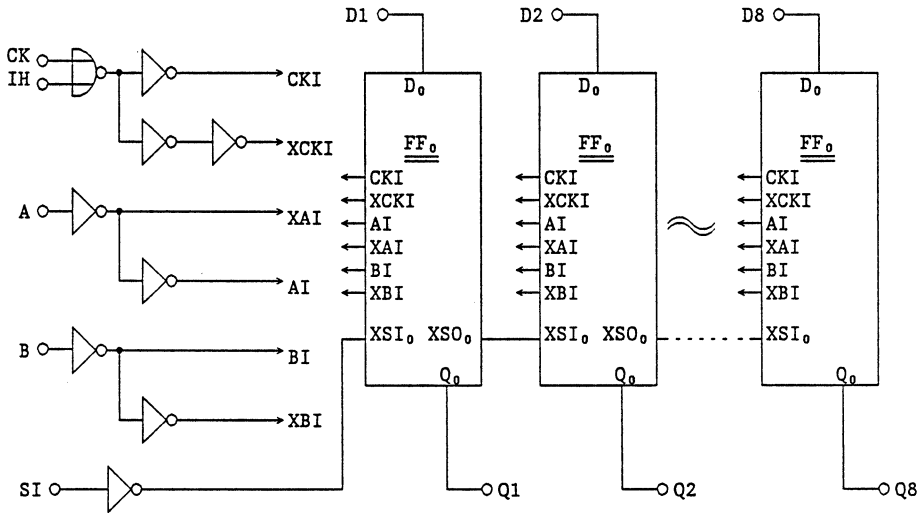 D1 D2 D8
CK
IH
CKI
XCKI
A
XAI
AI
B
BI
XBI
SI
D₀
FF₀
CKI
XCKI
AI
XAI
BI
XBI
XSI₀ XSO₀
Q₀
Q1
D₀
FF₀
CKI
XCKI
AI
XAI
BI
XBI
XSI₀ XSO₀
Q₀
Q2
D₀
FF₀
CKI
XCKI
AI
XAI
BI
XBI
XSI₀
Q₀
Q8